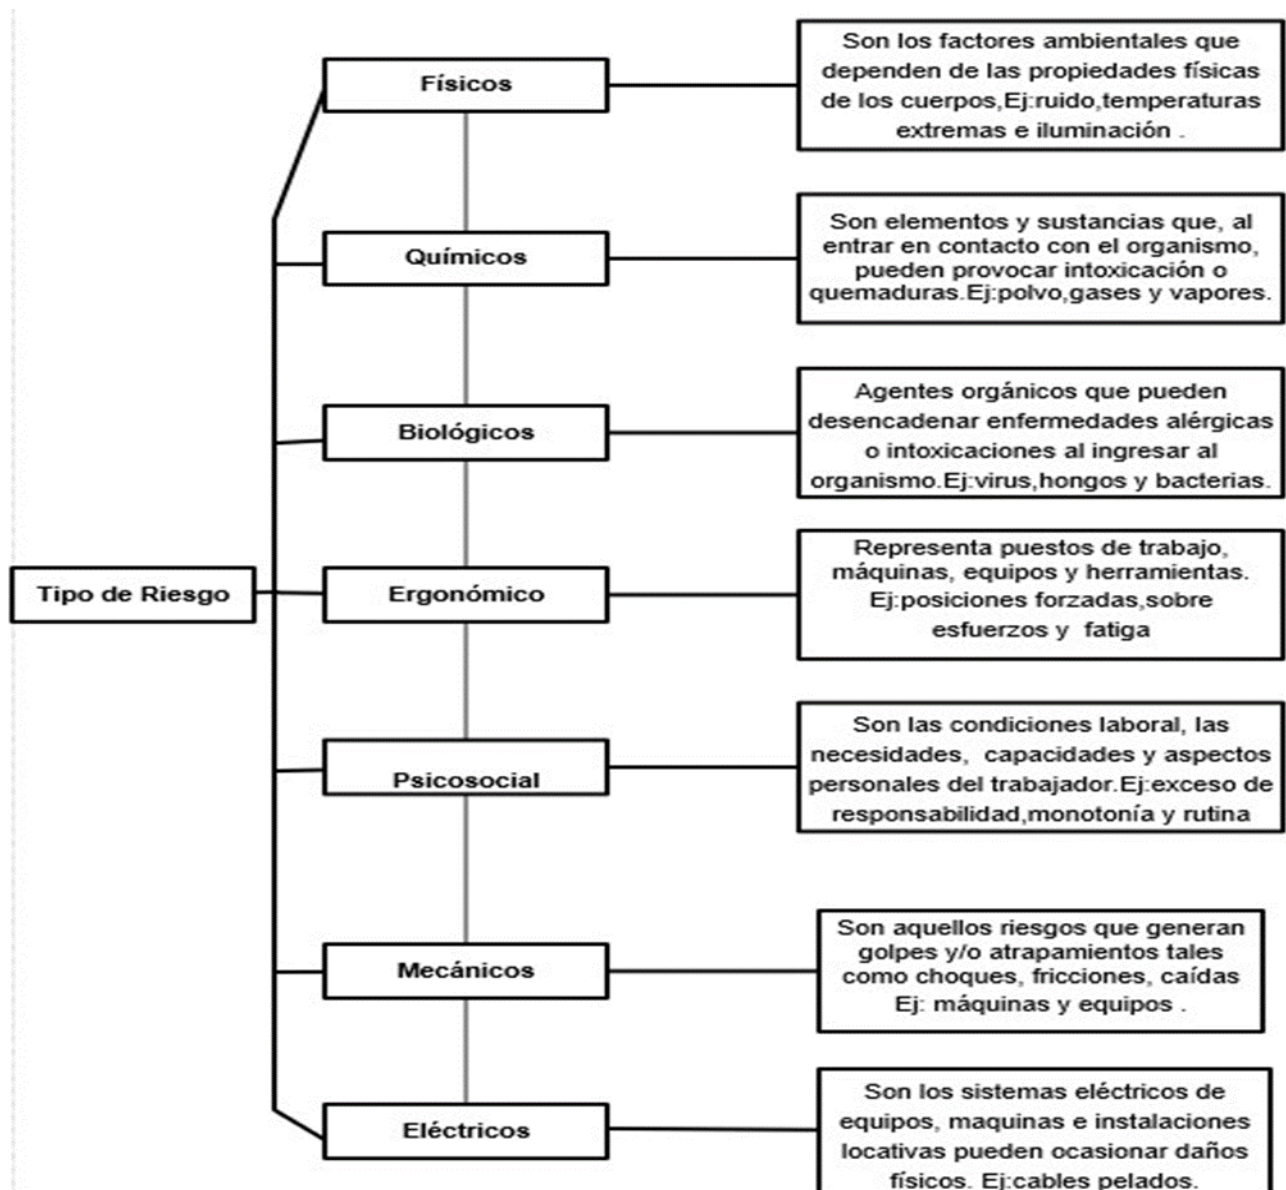 Físicos
Son los factores ambientales que
dependen de las propiedades físicas
de los cuerpos,Ej:ruido,temperaturas
extremas e iluminación .
Químicos
Son elementos y sustancias que, al
entrar en contacto con el organismo,
pueden provocar intoxicación o
quemaduras.Ej:polvo,gases y vapores.
Biológicos
Agentes orgánicos que pueden
desencadenar enfermedades alérgicas
o intoxicaciones al ingresar al
organismo.Ej:virus,hongos y bacterias.
Tipo de Riesgo
Ergonómico
Representa puestos de trabajo,
máquinas, equipos y herramientas.
Ej:posiciones forzadas,sobre
esfuerzos y fatiga
Psicosocial
Son las condiciones laboral, las
necesidades, capacidades y aspectos
personales del trabajador.Ej:exceso de
responsabilidad,monotonía y rutina
Mecánicos
Son aquellos riesgos que generan
golpes y/o atrapamientos tales
como choques, fricciones, caídas
Ej: máquinas y equipos .
Eléctricos
Son los sistemas eléctricos de
equipos, maquinas e instalaciones
locativas pueden ocasionar daños
físicos. Ej:cables pelados.